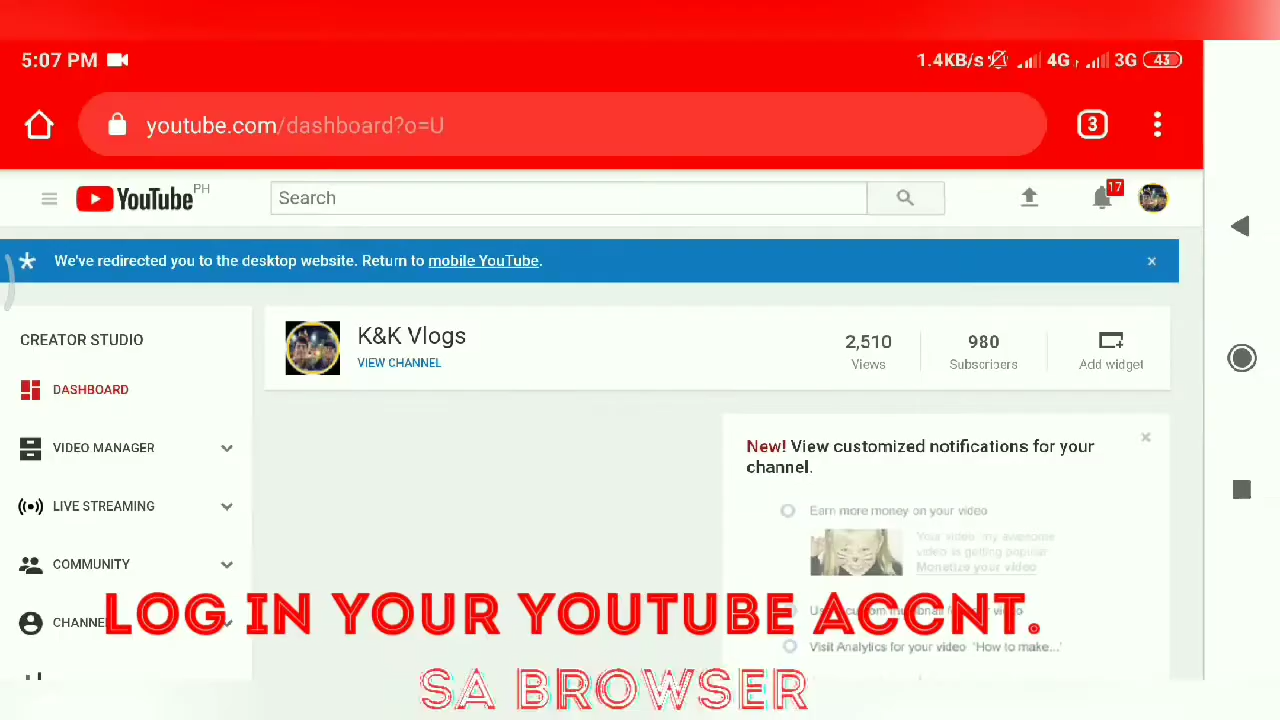 5:07 PM
1.4KB/s 4G 3G 43
youtube.com/dashboard?o=U
3
YouTube PH
Search
17
We've redirected you to the desktop website. Return to mobile YouTube.
CREATOR STUDIO
DASHBOARD
VIDEO MANAGER
LIVE STREAMING
COMMUNITY
K&K Vlogs
VIEW CHANNEL
2,510
Views
980
Subscribers
Add widget
New! View customized notifications for your
channel.
Earn more money on your video
Your video my awesome
video is getting popular
Monetize your video
Visit Analytics for your video 'How to make...'
LOG IN YOUR YOUTUBE ACCNT.
SA BROWSER